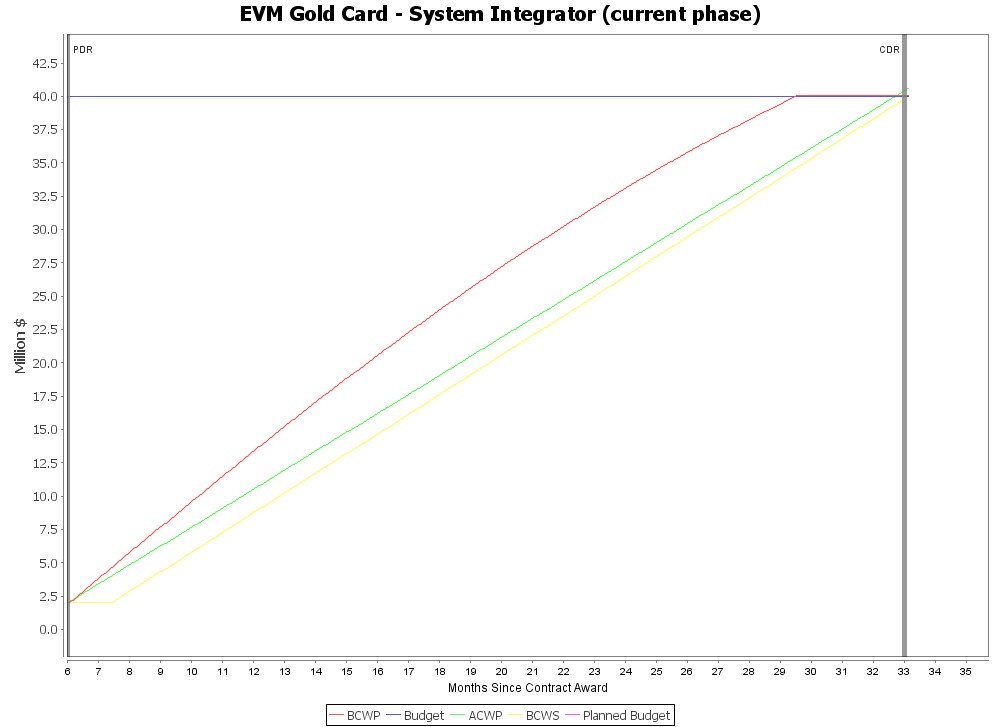 EVM Gold Card - System Integrator (current phase)
PDR
CDR
42.5
40.0
37.5
35.0
32.5
30.0
27.5
25.0
22.5
20.0
17.5
15.0
12.5
10.0
7.5
5.0
2.5
0.0
Million $
6 7 8 9 10 11 12 13 14 15 16 17 18 19 20 21 22 23 24 25 26 27 28 29 30 31 32 33 34 35
Months Since Contract Award
BCWP Budget ACWP BCWS Planned Budget